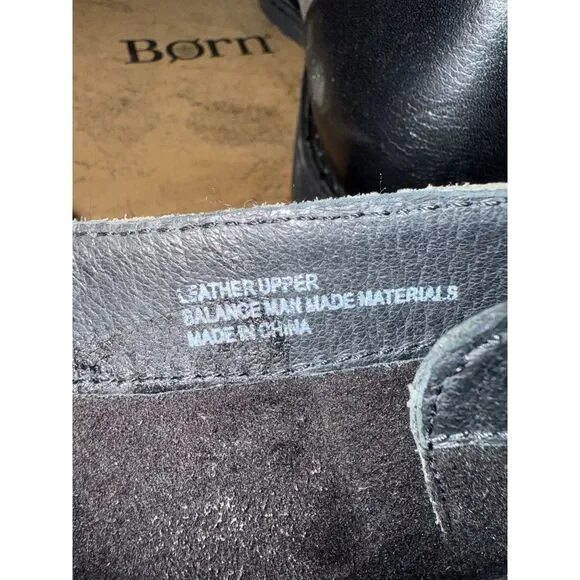 Børn®
LEATHER UPPER
BALANCE MAN MADE MATERIALS
MADE IN CHINA